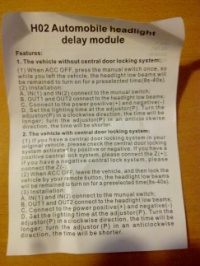 H02 Automobile headlight
delay module
Features:
1. The vehicle without central door locking system:
(1) When ACC OFF, press the manual switch once, so
while you left the vehicle, the headlight low beams will
be remained to turn on for a preselected time(8s-40s).
(2) Installation:
A. IN(1) and IN(2) connect to the manual switch;
B. OUT1 and OUT2 connect to the headlight low beams;
C. Connect to the power positive(+) and negative(-)
D. Set the lighting time at the adjustor(P). Turn the
adjustor(P) in a clockwise direction, the time will be
longer, turn the adjustor(P) in an anticlockwise
direction, the time will be shorter.
2. The vehicle with central door locking system:
(1) If you have a central door locking system in your
original vehicle, please check the central door locking
system activate by positive or negative. If you have a
positive central lock system, please connect the Z(+);
if you have a negative central lock system, please
connect the Z(-).
(2) When ACC OFF, leave the vehicle, and then lock the
vehicle by your remote button, the headlight low beams
will be remained to turn on for a preselected time(8s-40s).
(3) Installation:
A. IN(1) and IN(2) connect to the manual switch;
B. OUT1 and OUT2 connect to the headlight low beams;
C. Connect to the power positive(+) and negative(-)
D. Set the lighting time at the adjustor(P). Turn the
adjustor(P) in a clockwise direction, the time will be
longer; turn the adjustor(P) in anticlockwise
direction, the time will be shorter.